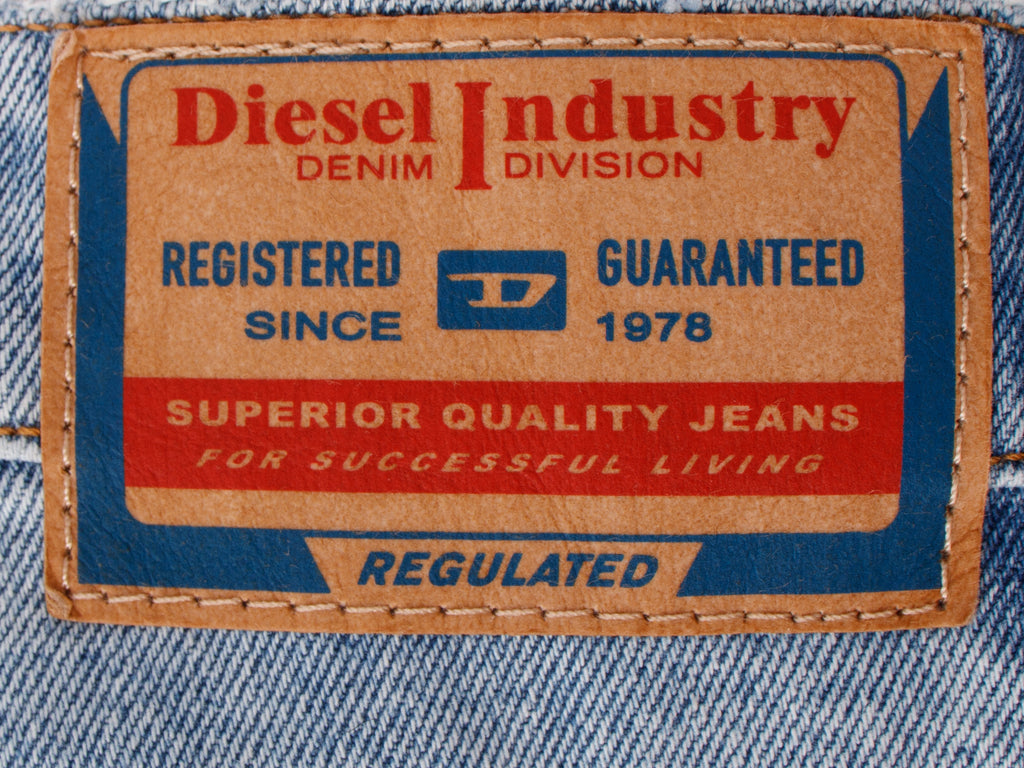 Diesel Industry
DENIM DIVISION
REGISTERED D GUARANTEED
SINCE 1978
SUPERIOR QUALITY JEANS
FOR SUCCESSFUL LIVING
REGULATED